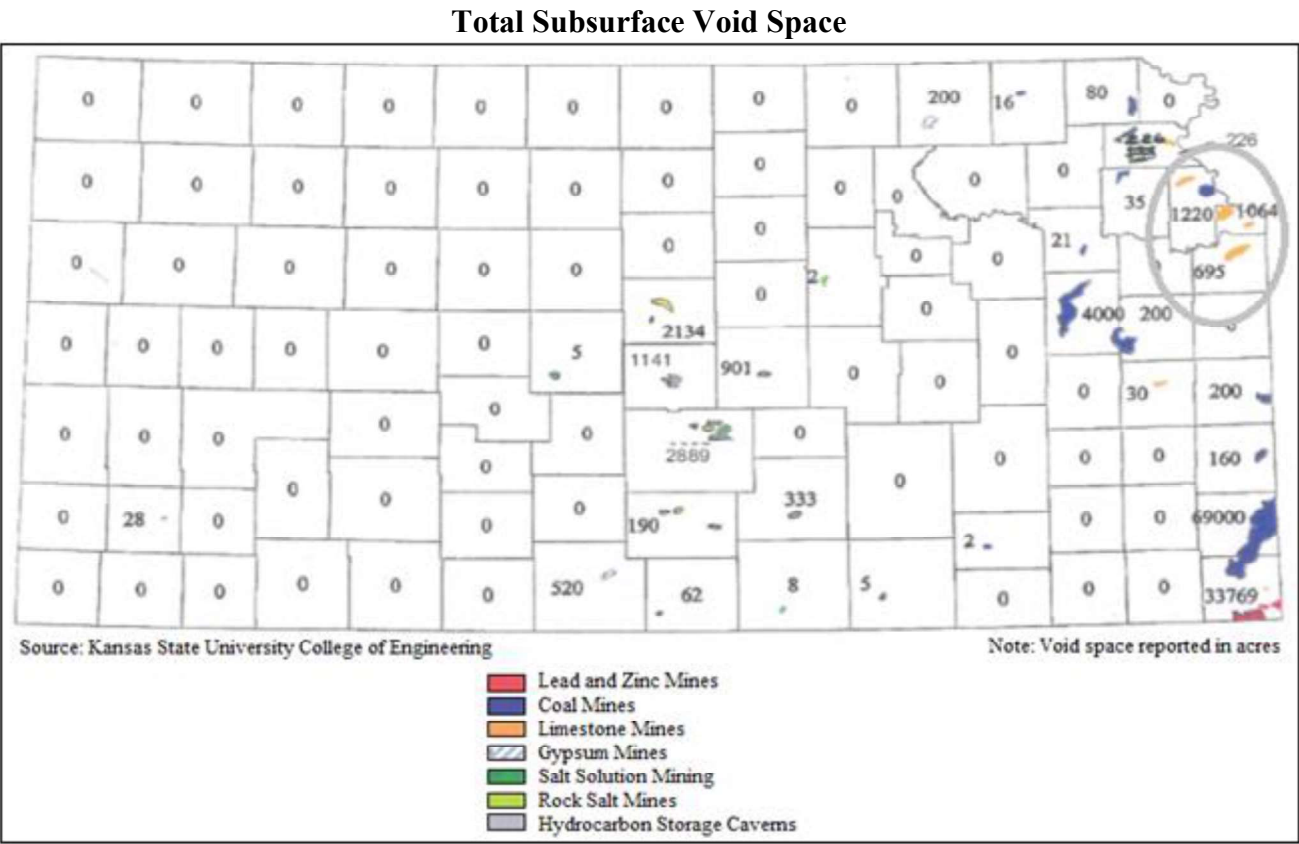 Total Subsurface Void Space
0 0 0 0 0 0 0 0 0 200 16 80 0
226
0 0 0 0 0 0 0 0 0 0 0 0 35 1220 1064
0 0 0 0 0 0 0 0 2 0 0 21 695
0 0 0 0 0 0 5 2134 0 0 4000 200
1141 901 0 0 0 0 30 200
0 0 0 0 0 0 2889 0 0 0 0 160
0 28 0 0 0 0 0 190 333 0 0 0 69000
0
2
0 0 0 0 0 0 520 62 8 5 0 0 0 33769
Source: Kansas State University College of Engineering
Note: Void space reported in acres
Lead and Zinc Mines
Coal Mines
Limestone Mines
Gypsum Mines
Salt Solution Mining
Rock Salt Mines
Hydrocarbon Storage Caverns